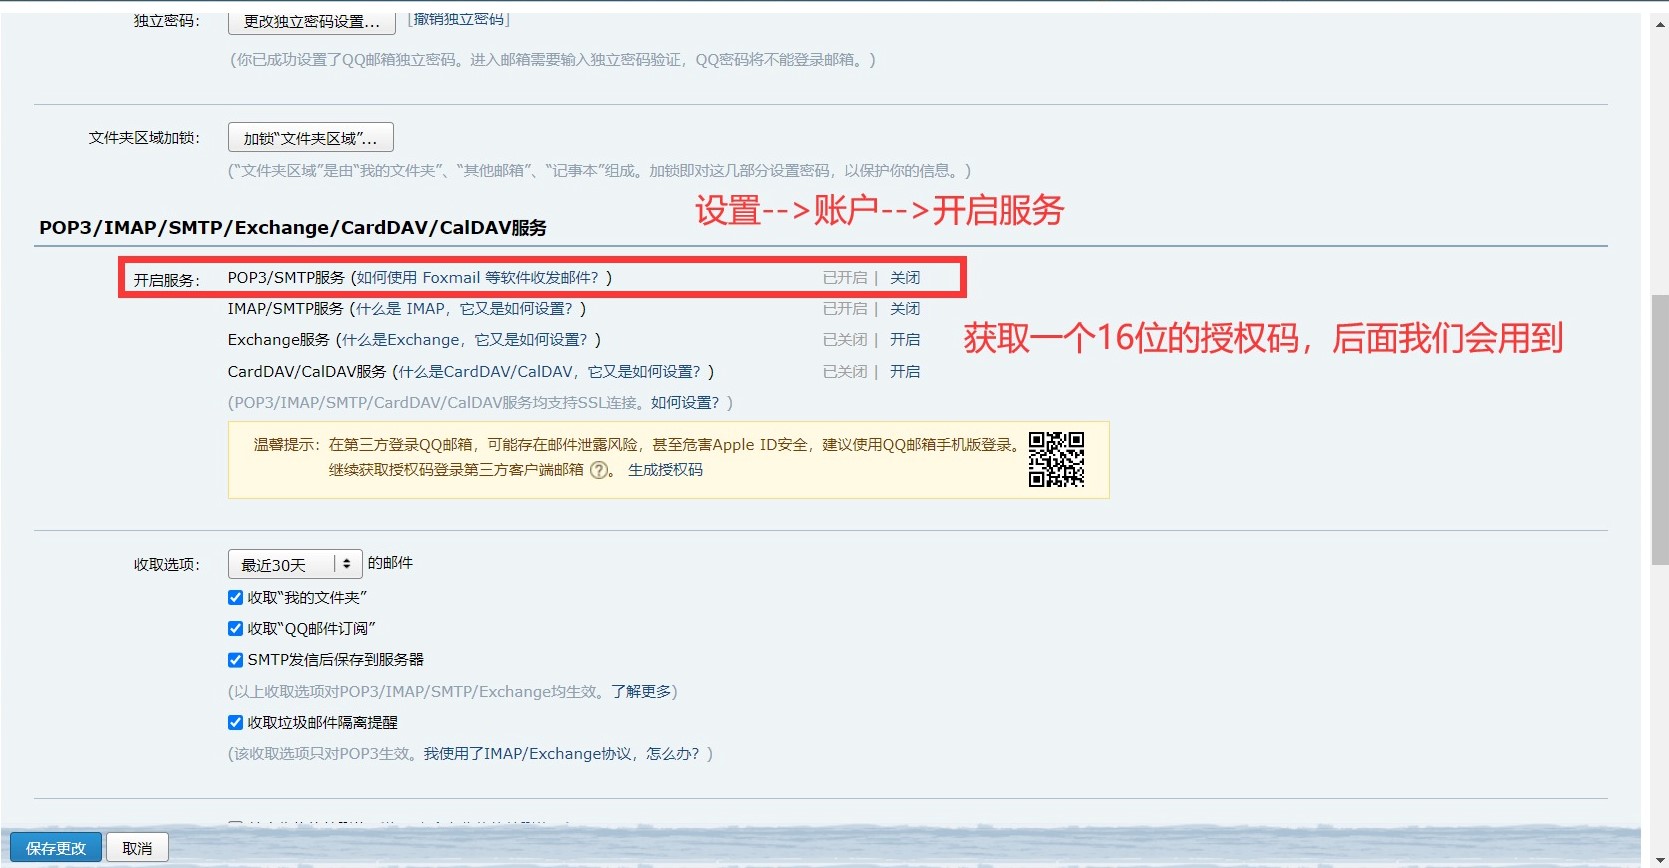 独立密码： 更改独立密码设置... [撤销独立密码]
(你已成功设置了QQ邮箱独立密码。进入邮箱需要输入独立密码验证，QQ密码将不能登录邮箱。)
文件夹区域加锁： 加锁“文件夹区域”...
(“文件夹区域”是由“我的文件夹”、“其他邮箱”、“记事本”组成。加锁即对这几部分设置密码，以保护你的信息。)
设置-->账户-->开启服务
POP3/IMAP/SMTP/Exchange/CardDAV/CalDAV服务
开启服务： POP3/SMTP服务 (如何使用 Foxmail 等软件收发邮件？) 已开启 | 关闭
IMAP/SMTP服务 (什么是 IMAP，它又是如何设置？) 已开启 | 关闭
Exchange服务 (什么是Exchange，它又是如何设置？) 已关闭 | 开启
获取一个16位的授权码，后面我们会用到
CardDAV/CalDAV服务 (什么是CardDAV/CalDAV，它又是如何设置？) 已关闭 | 开启
(POP3/IMAP/SMTP/CardDAV/CalDAV服务均支持SSL连接。如何设置？)
温馨提示：在第三方登录QQ邮箱，可能存在邮件泄露风险，甚至危害Apple ID安全，建议使用QQ邮箱手机版登录。
继续获取授权码登录第三方客户端邮箱 ?。 生成授权码
收取选项： 最近30天 的邮件
收取“我的文件夹”
收取“QQ邮件订阅”
SMTP发信后保存到服务器
(以上收取选项对POP3/IMAP/SMTP/Exchange均生效。了解更多)
收取垃圾邮件隔离提醒
(该收取选项只对POP3生效。我使用了IMAP/Exchange协议，怎么办？)
保存更改 取消